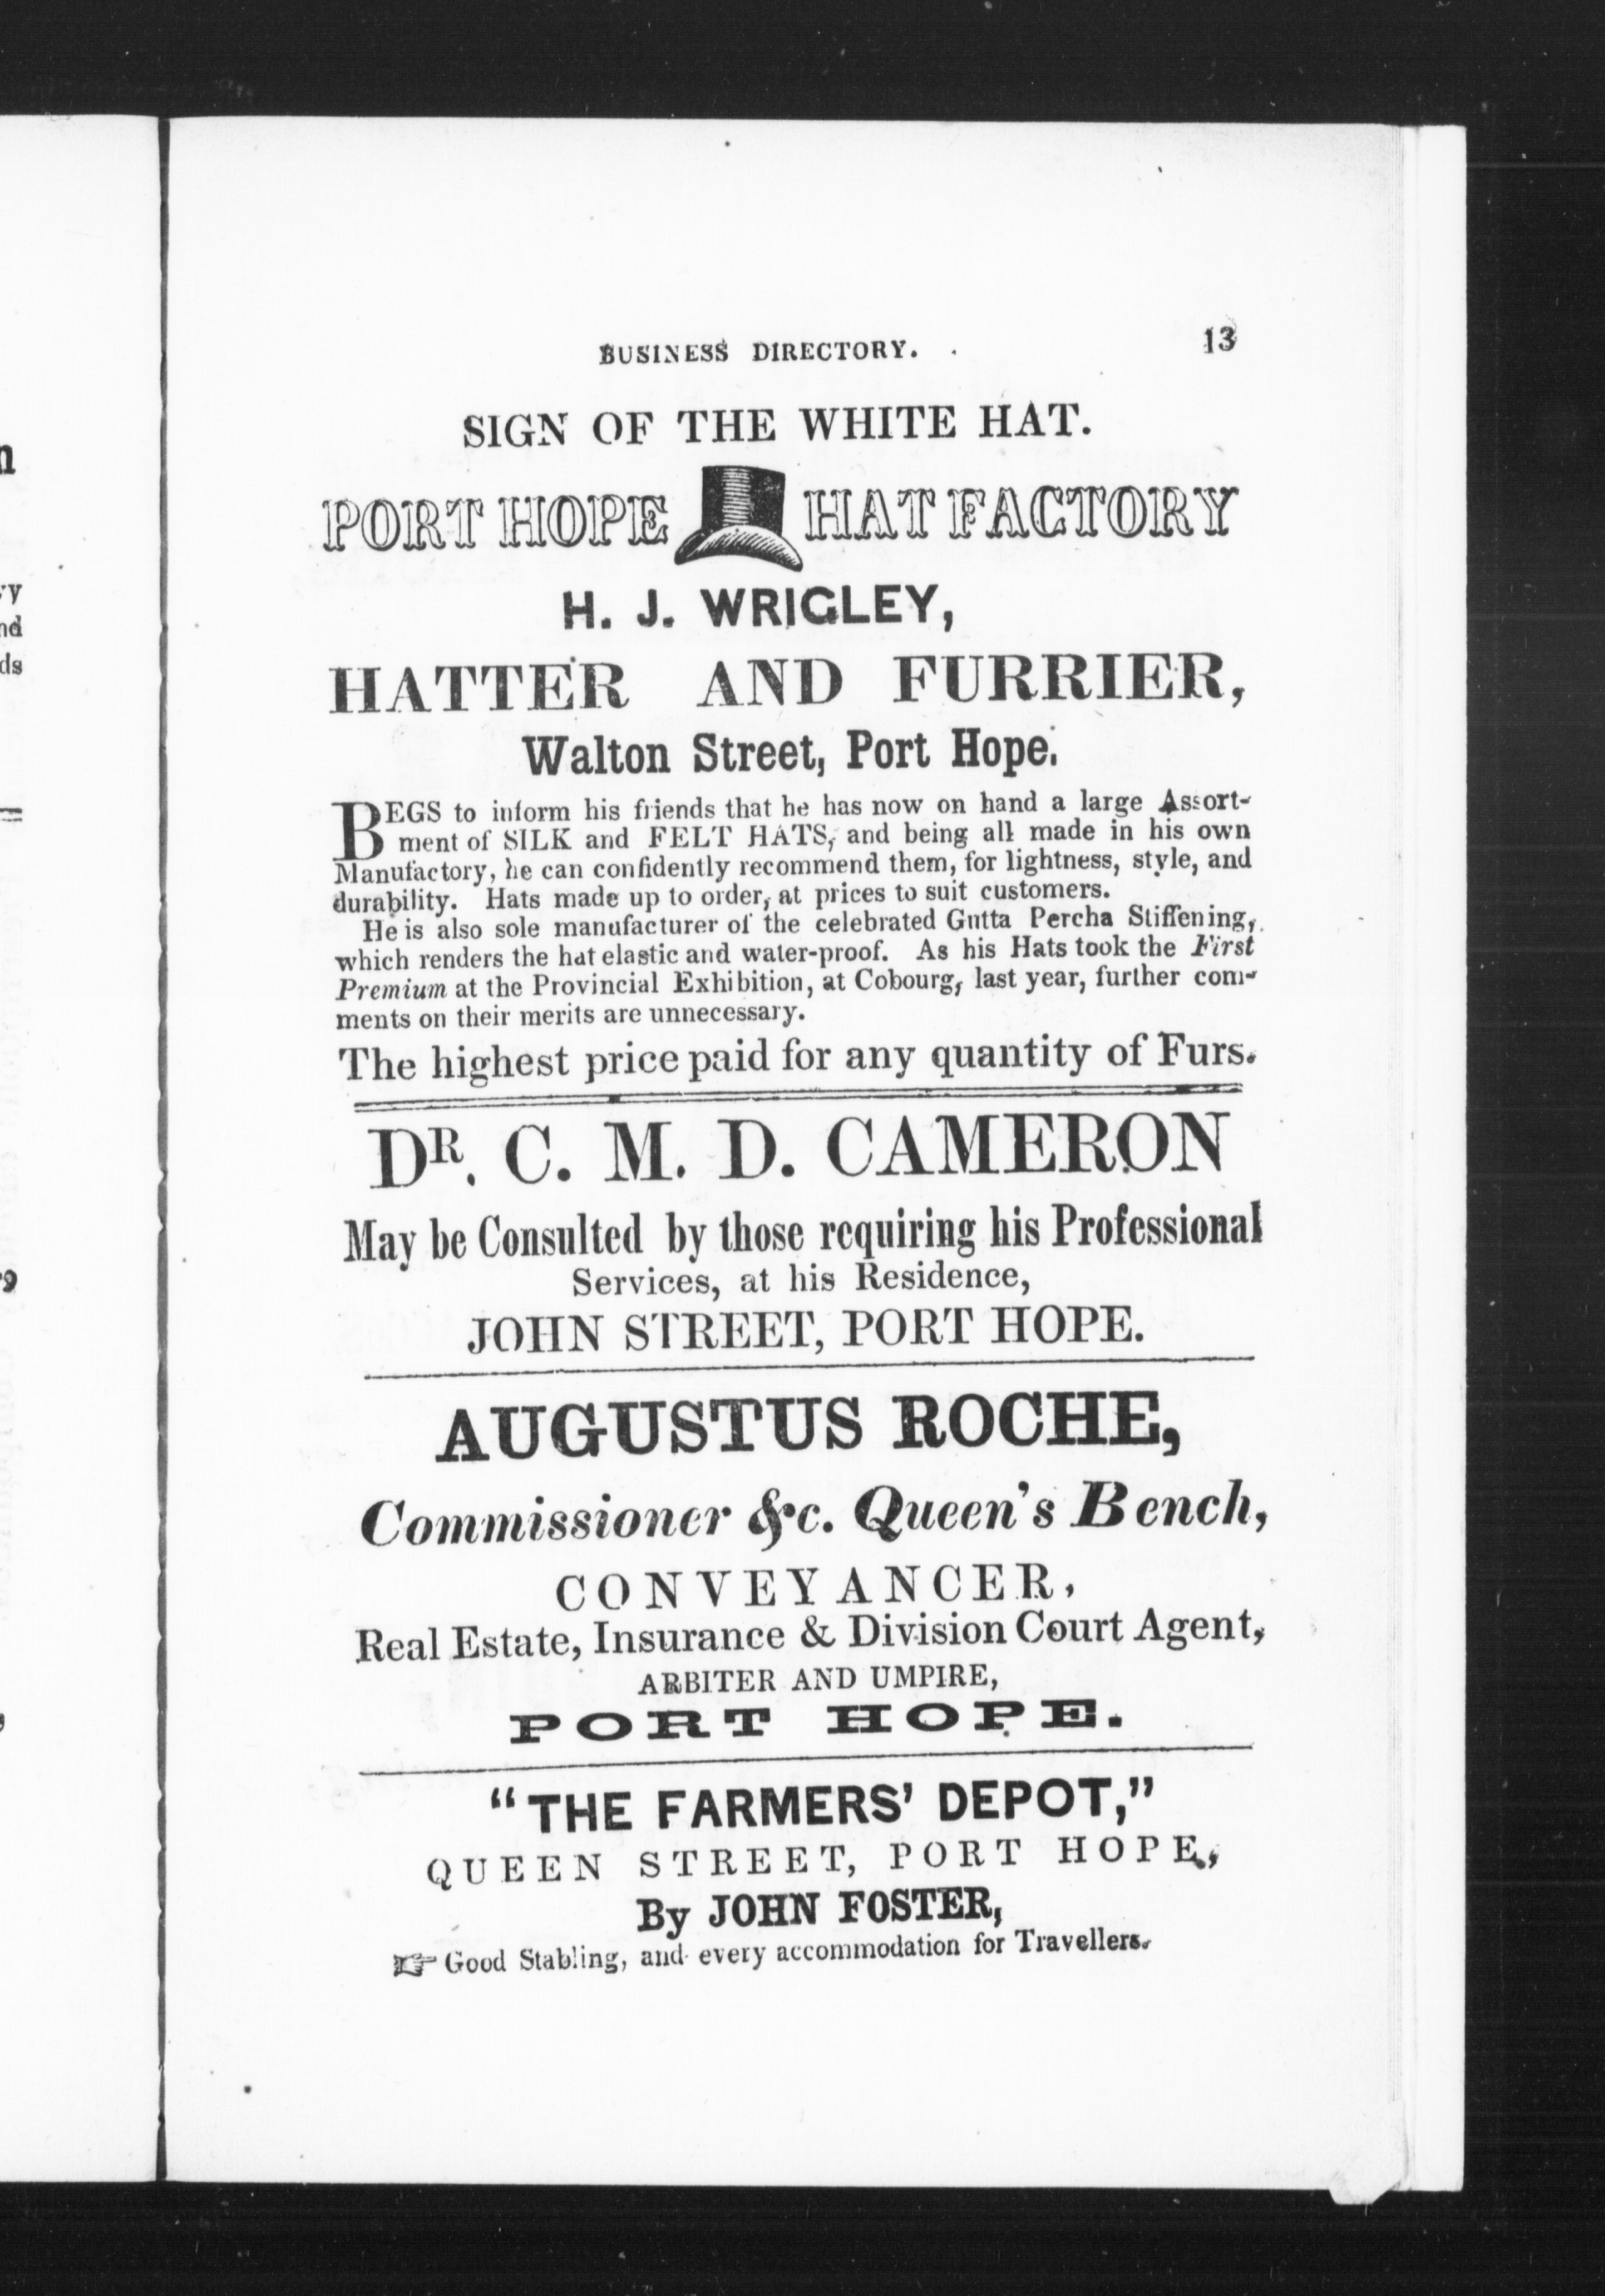 BUSINESS DIRECTORY. 13
SIGN OF THE WHITE HAT.
PORT HOPE HAT FACTORY
H. J. WRIGLEY,
HATTER AND FURRIER,
Walton Street, Port Hope.
BEGS to inform his friends that he has now on hand a large Assort-
ment of SILK and FELT HATS, and being all made in his own
Manufactory, he can confidently recommend them, for lightness, style, and
durability. Hats made up to order, at prices to suit customers.
He is also sole manufacturer of the celebrated Gutta Percha Stiffening,
which renders the hat elastic and water-proof. As his Hats took the First
Premium at the Provincial Exhibition, at Cobourg, last year, further com-
ments on their merits are unnecessary.
The highest price paid for any quantity of Furs.
DR. C. M. D. CAMERON
May be Consulted by those requiring his Professional
Services, at his Residence,
JOHN STREET, PORT HOPE.
AUGUSTUS ROCHE,
Commissioner &c. Queen's Bench,
CONVEYANCER,
Real Estate, Insurance & Division Court Agent,
ARBITER AND UMPIRE,
PORT HOPE.
"THE FARMERS' DEPOT,"
QUEEN STREET, PORT HOPE,
By JOHN FOSTER,
☞ Good Stabling, and every accommodation for Travellers.